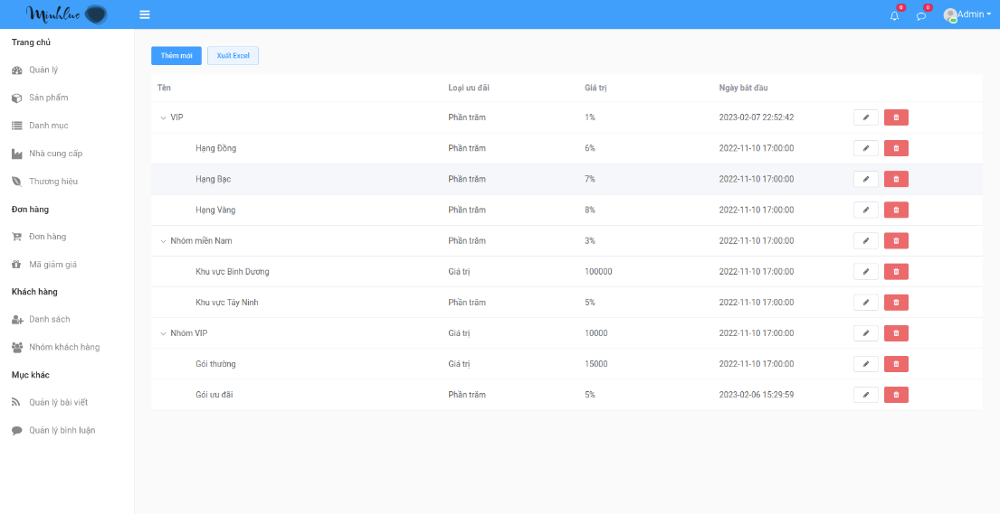 Minhluc
0
0
Admin
Trang chủ
Quản lý
Sản phẩm
Danh mục
Nhà cung cấp
Thương hiệu
Đơn hàng
Đơn hàng
Mã giảm giá
Khách hàng
Danh sách
Nhóm khách hàng
Mục khác
Quản lý bài viết
Quản lý bình luận
Thêm mới Xuất Excel
Tên Loại ưu đãi Giá trị Ngày bắt đầu
VIP Phần trăm 1% 2023-02-07 22:52:42
Hạng Đồng Phần trăm 6% 2022-11-10 17:00:00
Hạng Bạc Phần trăm 7% 2022-11-10 17:00:00
Hạng Vàng Phần trăm 8% 2022-11-10 17:00:00
Nhóm miền Nam Phần trăm 3% 2022-11-10 17:00:00
Khu vực Bình Dương Giá trị 100000 2022-11-10 17:00:00
Khu vực Tây Ninh Phần trăm 5% 2022-11-10 17:00:00
Nhóm VIP Giá trị 10000 2022-11-10 17:00:00
Gói thường Giá trị 15000 2022-11-10 17:00:00
Gói ưu đãi Phần trăm 5% 2023-02-06 15:29:59